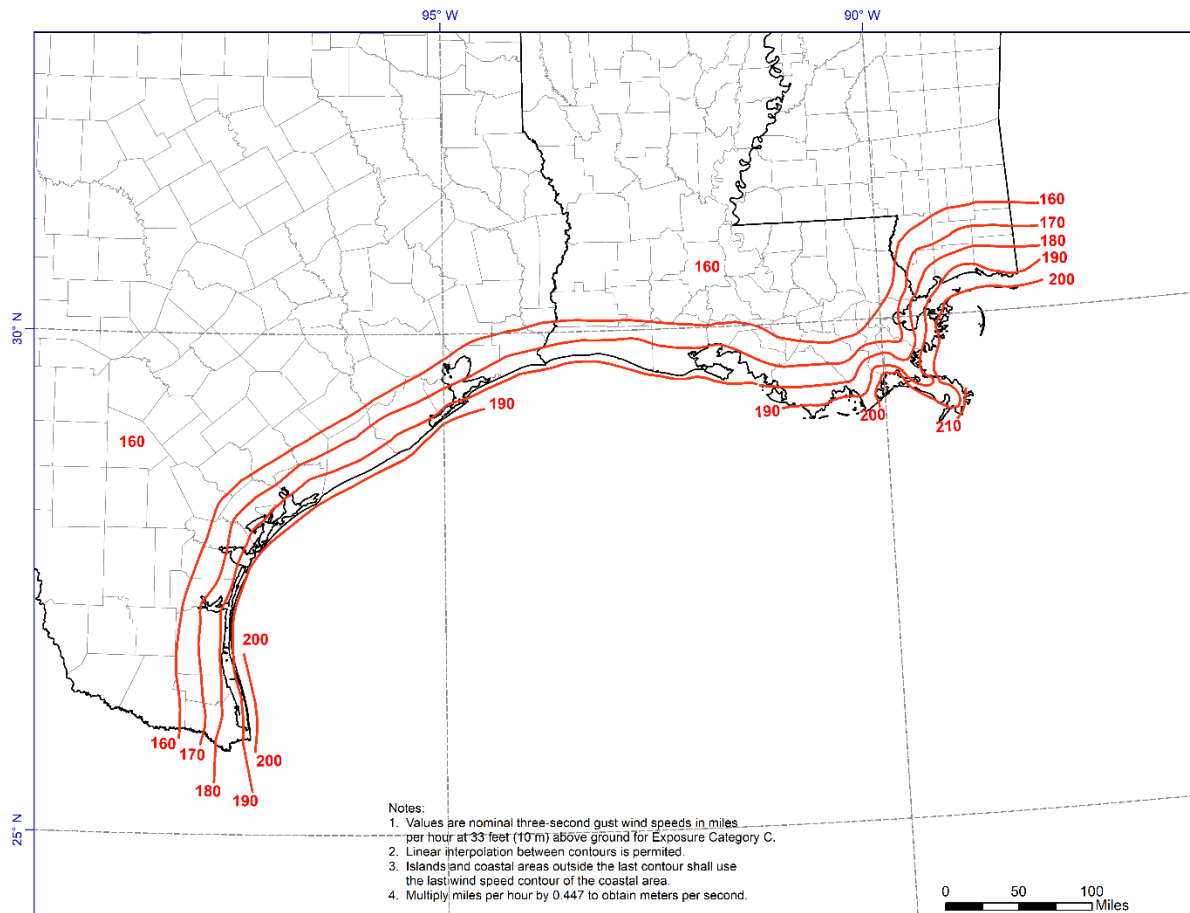 95° W
90° W
160
170
180
190
200
160
30° N
190
190
200
210
160
200
160
170
200
180
190
25° N
Notes:
1. Values are nominal three-second gust wind speeds in miles
per hour at 33 feet (10 m) above ground for Exposure Category C.
2. Linear interpolation between contours is permited.
3. Islands and coastal areas outside the last contour shall use
the last wind speed contour of the coastal area.
4. Multiply miles per hour by 0.447 to obtain meters per second.
0 50 100
Miles